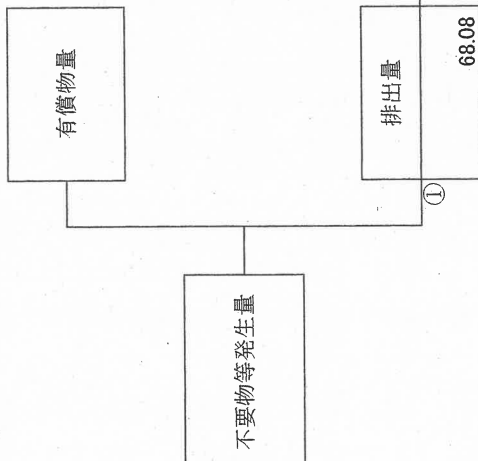 有償物量
不要物等発生量
排出量
①
68.08